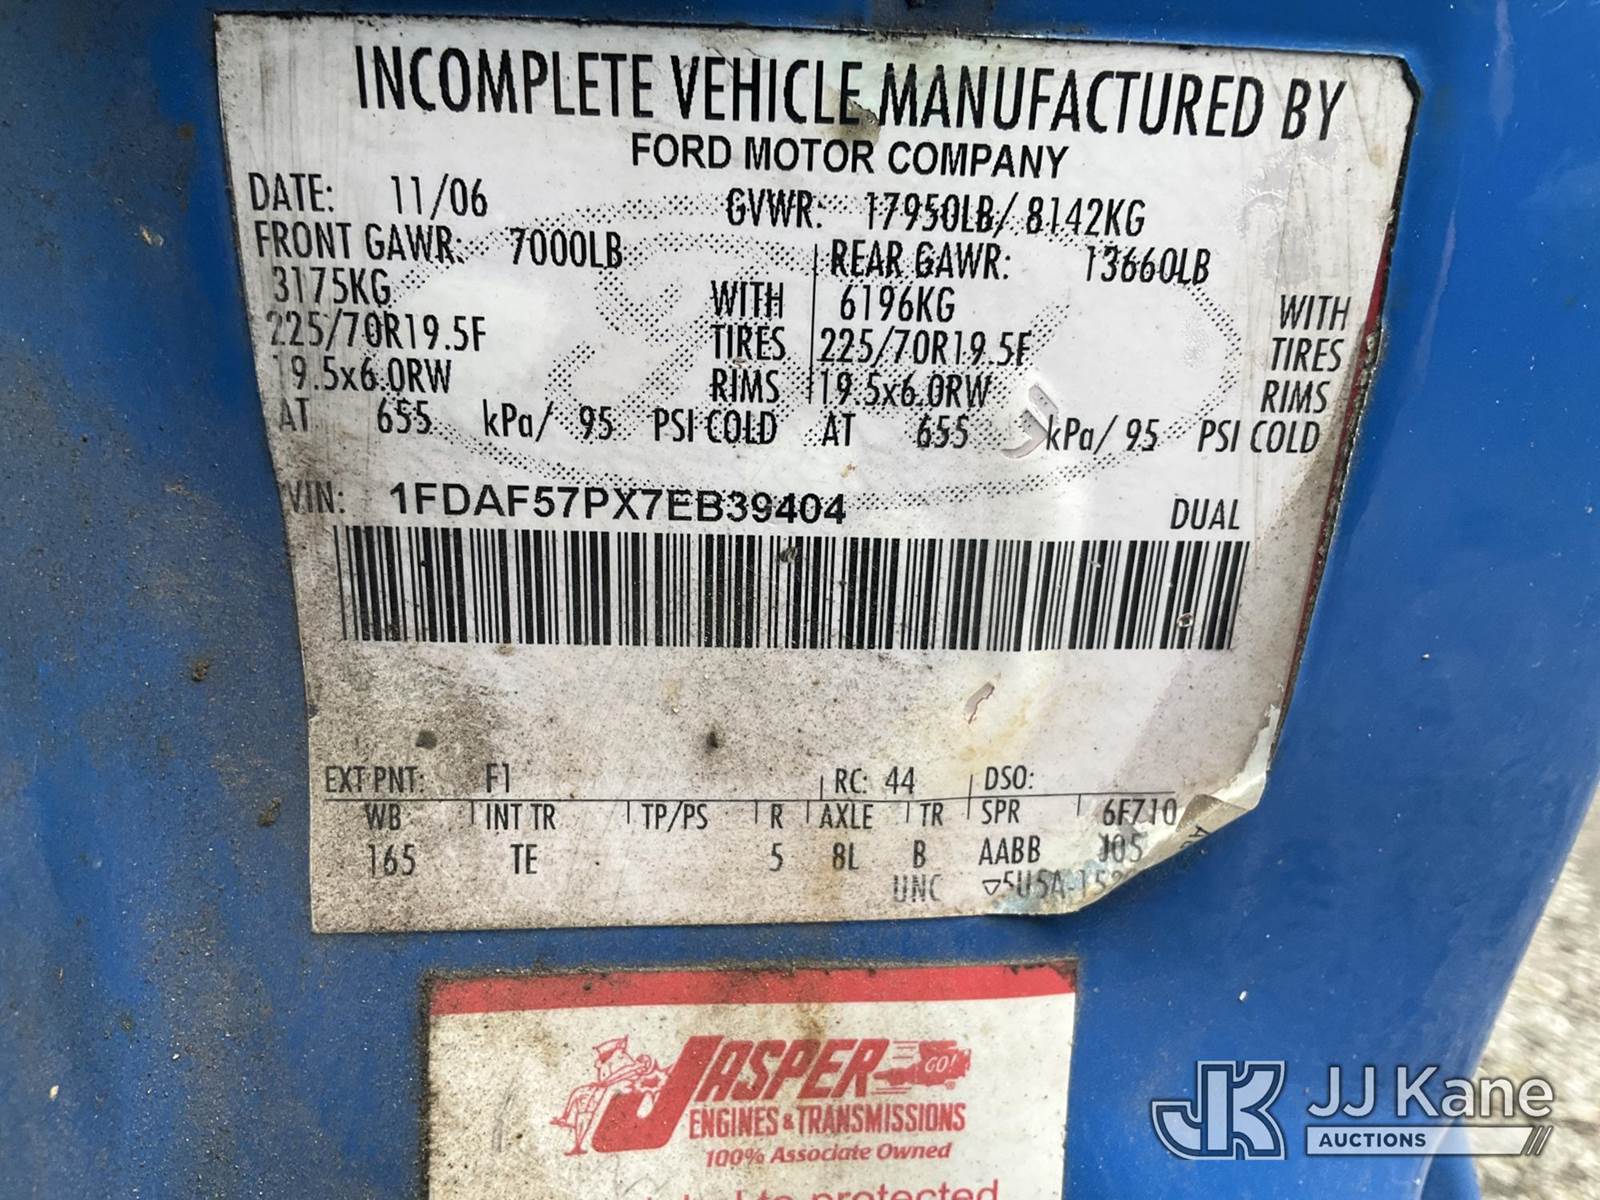 INCOMPLETE VEHICLE MANUFACTURED BY
FORD MOTOR COMPANY
DATE: 11/06 GVWR: 17950LB/ 8142KG
FRONT GAWR: 7000LB REAR GAWR: 13660LB
3175KG WITH 6196KG WITH
225/70R19.5F TIRES 225/70R19.5F TIRES
19.5x6.0RW RIMS 19.5x6.0RW RIMS
AT 655 kPa/ 95 PSI COLD AT 655 kPa/ 95 PSI COLD
VIN: 1FDAF57PX7EB39404 DUAL
EXT PNT: F1 RC: 44 DSO:
WB INT TR TP/PS R AXLE TR SPR 6F710
165 TE 5 8L B AABB J05
UNC
JASPER GO!
ENGINES & TRANSMISSIONS
100% Associate Owned
to protected
JK JJ Kane
AUCTIONS